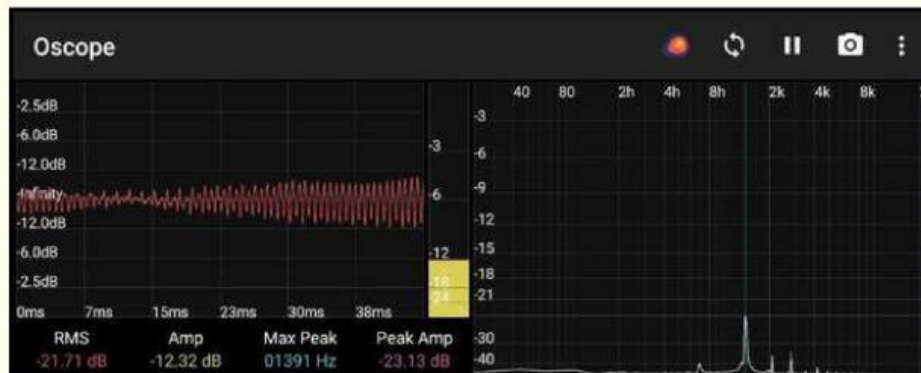 Oscope
-2.5dB
-6.0dB
-12.0dB
-Infinity
-12.0dB
-6.0dB
-2.5dB
0ms 7ms 15ms 23ms 30ms 38ms
-3
-6
-12
-18
-24
40 80 2h 4h 8h 2k 4k 8k
-3
-6
-9
-12
-15
-18
-21
-30
-40
RMS Amp Max Peak Peak Amp
-21.71 dB -12.32 dB 01391 Hz -23.13 dB